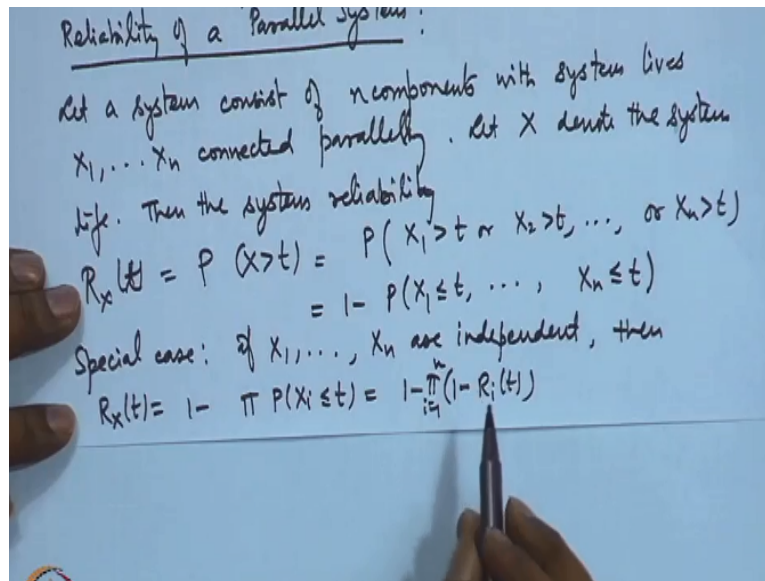 Reliability of a Parallel System :
Let a system consist of n components with system lives
X₁, ... Xₙ connected parallelly. Let X denote the system
life. Then the system reliability
Rₓ(t) = P (X>t) = P( X₁>t or X₂>t, ..., or Xₙ>t)
= 1- P(X₁≤t, ..., Xₙ≤t)
Special case: if X₁, ..., Xₙ are independent, then
Rₓ(t)= 1- π P(Xᵢ≤t) = 1-π^n_{i=1}(1-Rᵢ(t))